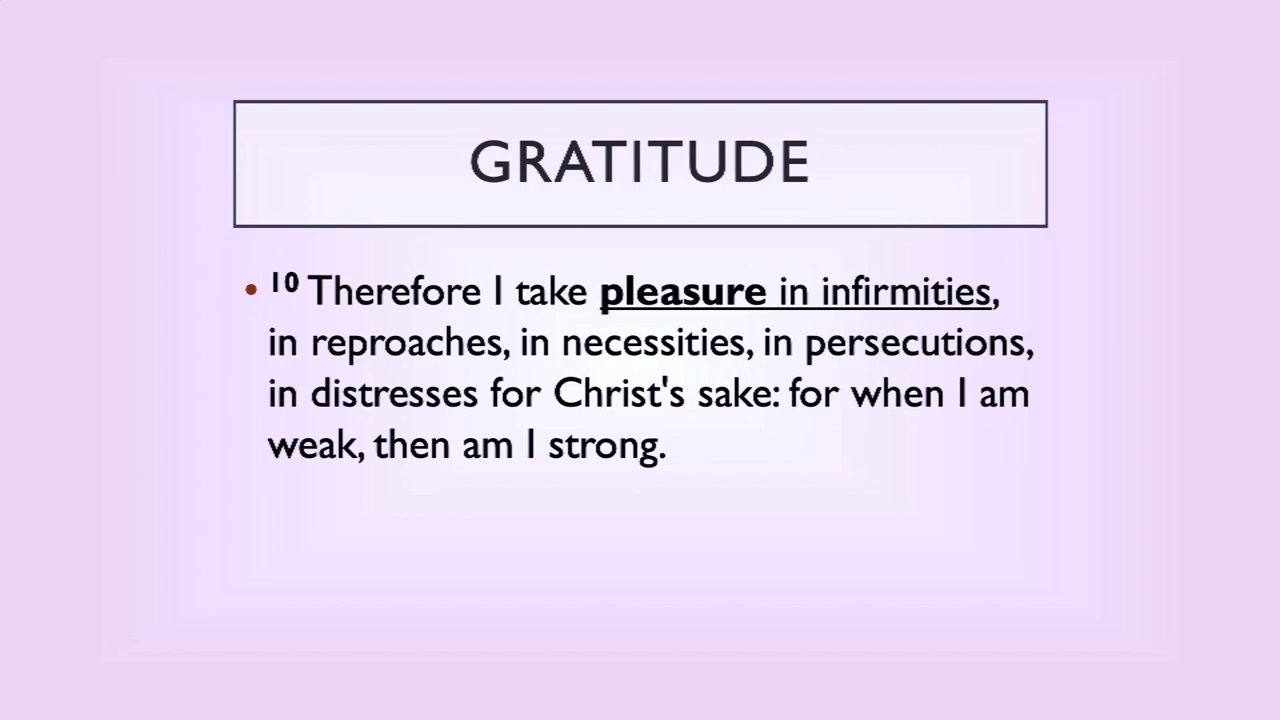 GRATITUDE
• 10 Therefore I take pleasure in infirmities,
in reproaches, in necessities, in persecutions,
in distresses for Christ's sake: for when I am
weak, then am I strong.